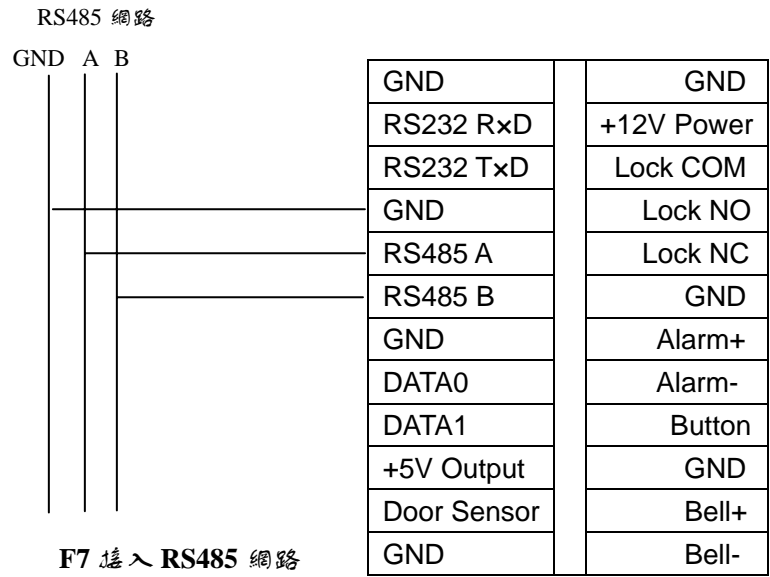 RS485 網路
GND A B
GND GND
RS232 R×D +12V Power
RS232 T×D Lock COM
GND Lock NO
RS485 A Lock NC
RS485 B GND
GND Alarm+
DATA0 Alarm-
DATA1 Button
+5V Output GND
Door Sensor Bell+
GND Bell-
F7 接入 RS485 網路